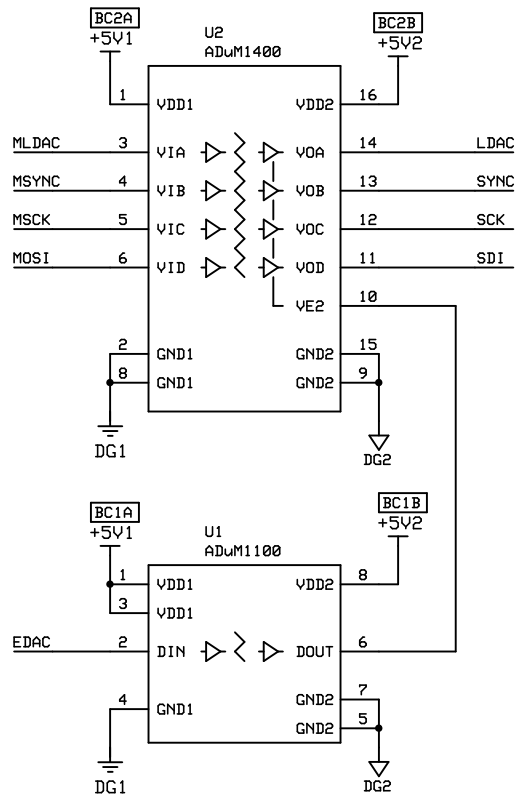 BC2A
+5V1
U2
ADuM1400
BC2B
+5V2
1 VDD1 VDD2 16
MLDAC 3 VIA VOA 14 LDAC
MSYNC 4 VIB VOB 13 SYNC
MSCK 5 VIC VOC 12 SCK
MOSI 6 VID VOD 11 SDI
VE2 10
2 GND1 GND2 15
8 GND1 GND2 9
DG1
DG2
BC1A
+5V1
U1
ADuM1100
BC1B
+5V2
1 VDD1 VDD2 8
3 VDD1
EDAC 2 DIN DOUT 6
4 GND1 GND2 7
GND2 5
DG1
DG2